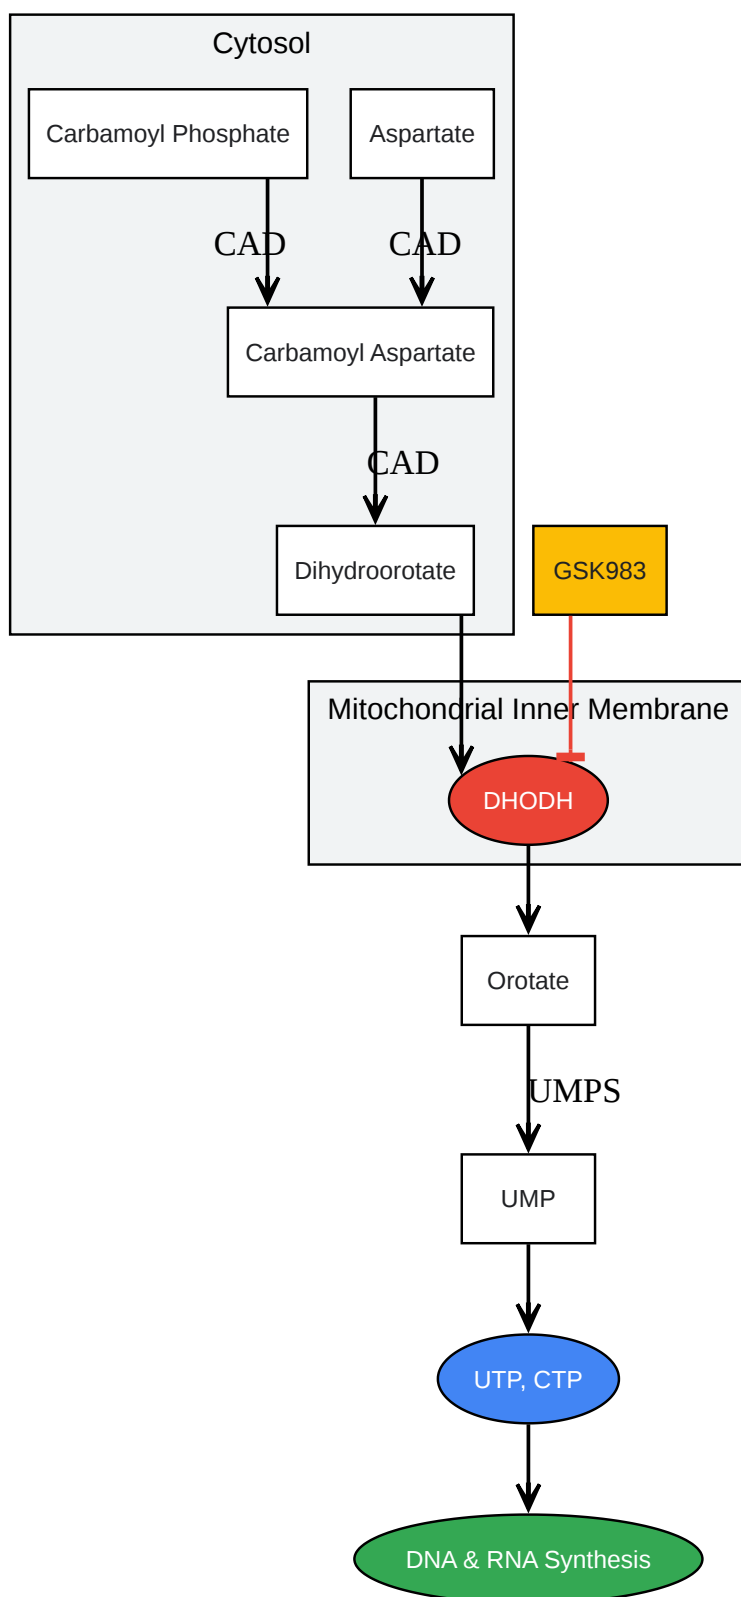 Cytosol
Carbamoyl Phosphate
Aspartate
CAD
CAD
Carbamoyl Aspartate
CAD
Dihydroorotate
GSK983
Mitochondrial Inner Membrane
DHODH
Orotate
UMPS
UMP
UTP, CTP
DNA & RNA Synthesis